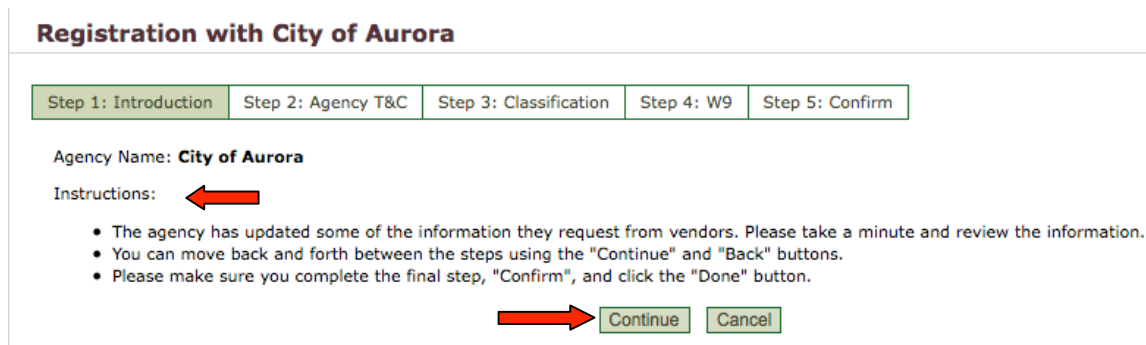 Registration with City of Aurora
Step 1: Introduction Step 2: Agency T&C Step 3: Classification Step 4: W9 Step 5: Confirm
Agency Name: City of Aurora
Instructions:
• The agency has updated some of the information they request from vendors. Please take a minute and review the information.
• You can move back and forth between the steps using the "Continue" and "Back" buttons.
• Please make sure you complete the final step, "Confirm", and click the "Done" button.
Continue Cancel